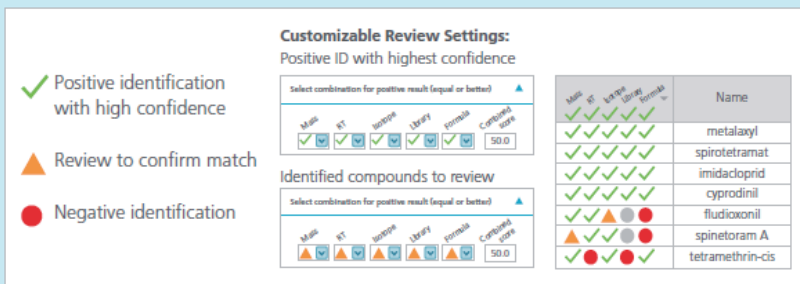 Customizable Review Settings:
Positive ID with highest confidence
Positive identification
with high confidence
Review to confirm match
Negative identification
Select combination for positive result (equal or better)
Mass RT Isotope Library Formula Combined score
50.0
Identified compounds to review
Select combination for positive result (equal or better)
Mass RT Isotope Library Formula Combined score
50.0
Mass RT Isotope Library Formula Name
metalaxyl
spirotetramat
imidacloprid
cyprodinil
fludioxonil
spinetoram A
tetramethrin-cis